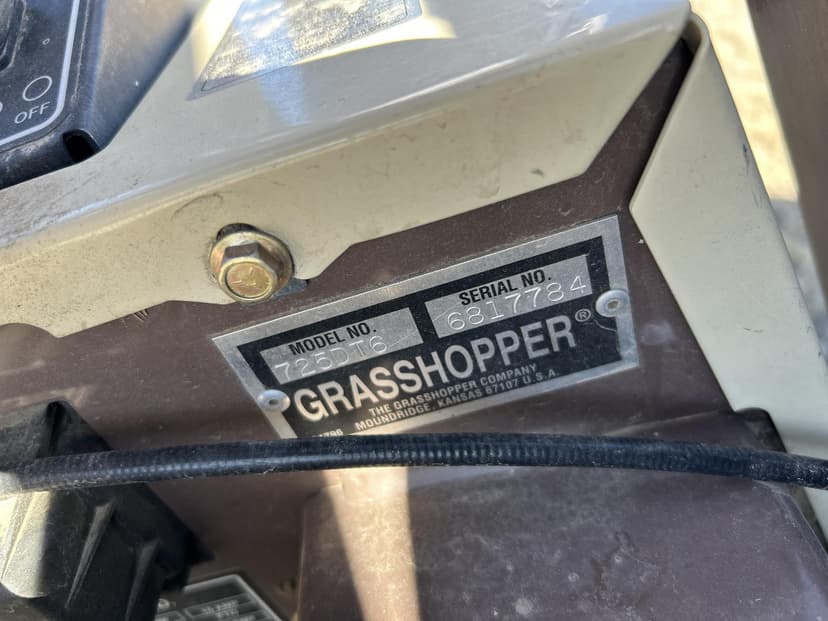 OFF
MODEL NO.
725DT6
SERIAL NO.
6817784
GRASSHOPPER®
THE GRASSHOPPER COMPANY
MOUNDRIDGE, KANSAS 67107 U.S.A.